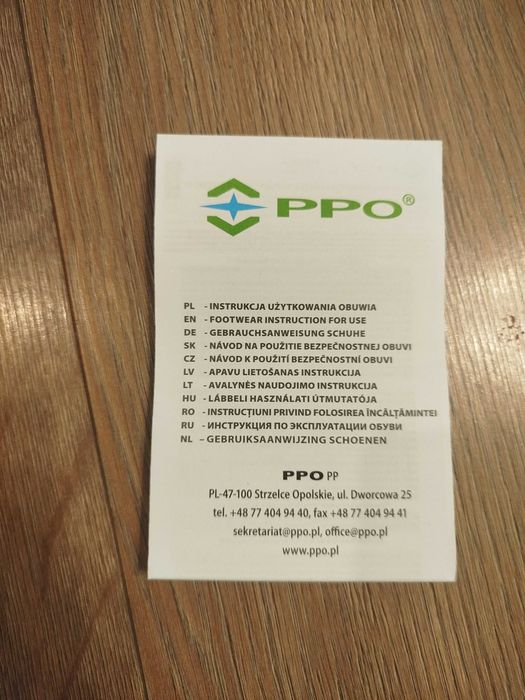 PPO®
PL - INSTRUKCJA UŻYTKOWANIA OBUWIA
EN - FOOTWEAR INSTRUCTION FOR USE
DE - GEBRAUCHSANWEISUNG SCHUHE
SK - NÁVOD NA POUŽITIE BEZPEČNOSTNEJ OBUVI
CZ - NÁVOD K POUŽITÍ BEZPEČNOSTNÍ OBUVI
LV - APAVU LIETOŠANAS INSTRUKCIJA
LT - AVALYNĖS NAUDOJIMO INSTRUKCIJA
HU - LÁBBELI HASZNÁLATI ÚTMUTATÓJA
RO - INSTRUCȚIUNI PRIVIND FOLOSIREA ÎNCĂLȚĂMINTEI
RU - ИНСТРУКЦИЯ ПО ЭКСПЛУАТАЦИИ ОБУВИ
NL – GEBRUIKSAANWIJZING SCHOENEN
PPO PP
PL-47-100 Strzelce Opolskie, ul. Dworcowa 25
tel. +48 77 404 94 40, fax +48 77 404 94 41
sekretariat@ppo.pl, office@ppo.pl
www.ppo.pl